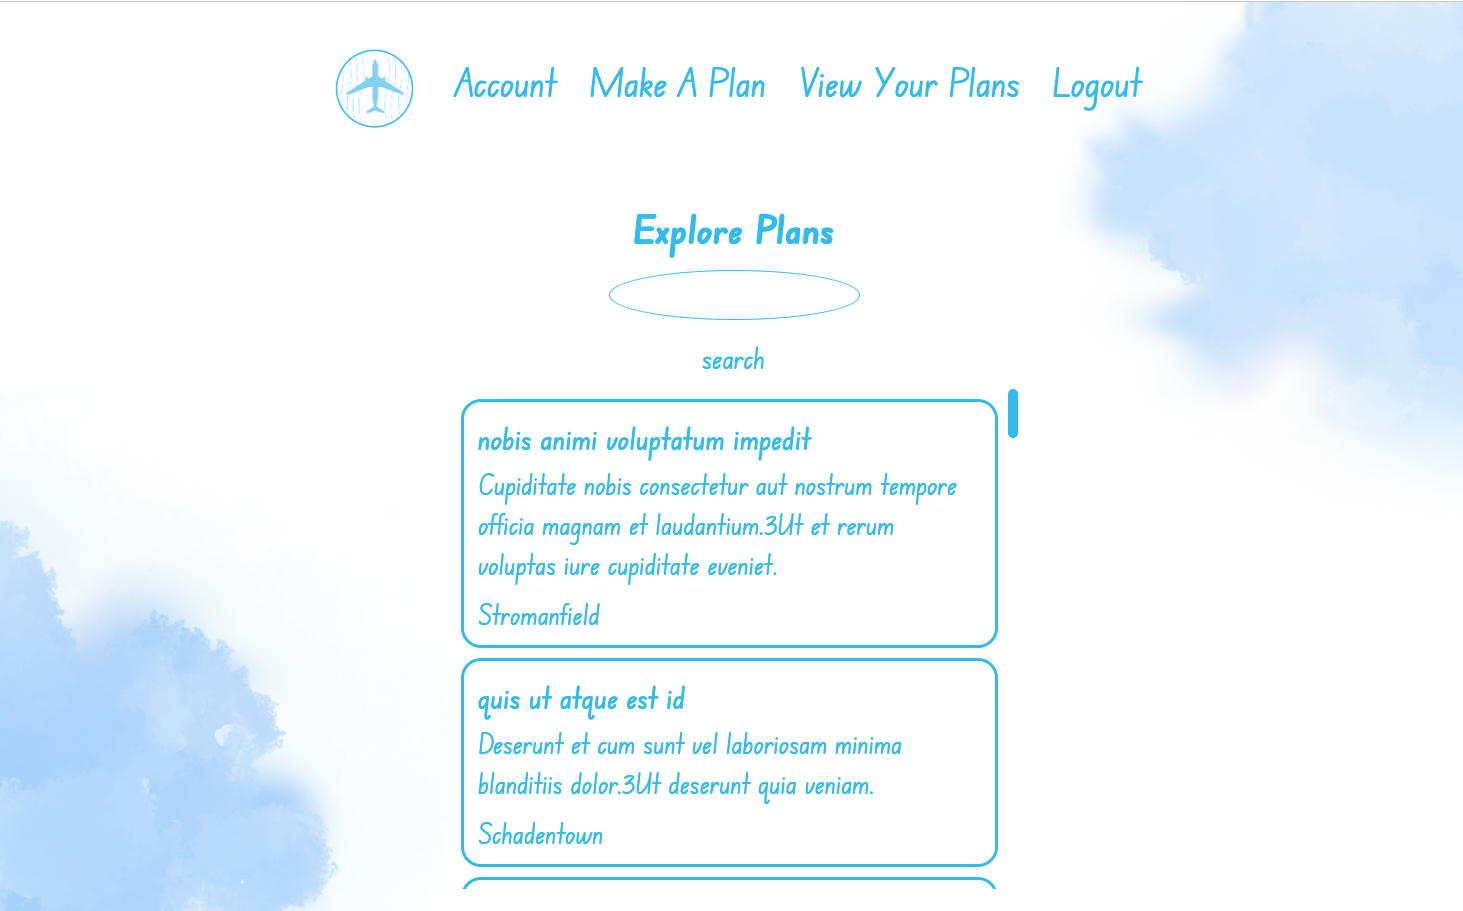 Account Make A Plan View Your Plans Logout
Explore Plans
search
nobis animi voluptatum impedit
Cupiditate nobis consectetur aut nostrum tempore
officia magnam et laudantium.3Ut et rerum
voluptas iure cupiditate eveniet.
Stromanfield
quis ut atque est id
Deserunt et cum sunt vel laboriosam minima
blanditiis dolor.3Ut deserunt quia veniam.
Schadentown